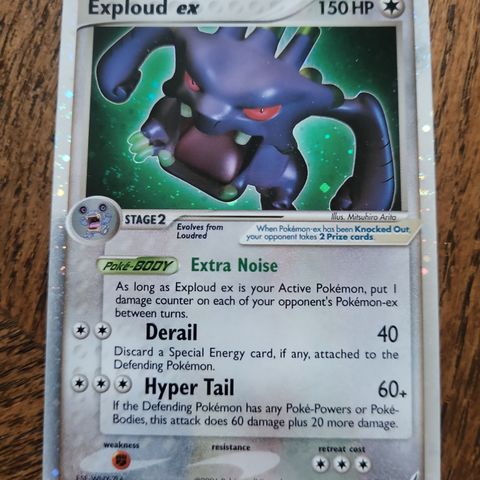 Exploud ex 150 HP
Illus. Mitsuhiro Arita
STAGE 2
Evolves from
Loudred
When Pokémon-ex has been Knocked Out,
your opponent takes 2 Prize cards.
Poké-BODY Extra Noise
As long as Exploud ex is your Active Pokémon, put 1
damage counter on each of your opponent's Pokémon-ex
between turns.
Derail 40
Discard a Special Energy card, if any, attached to the
Defending Pokémon.
Hyper Tail 60+
If the Defending Pokémon has any Poké-Powers or Poké-
Bodies, this attack does 60 damage plus 20 more damage.
weakness resistance retreat cost